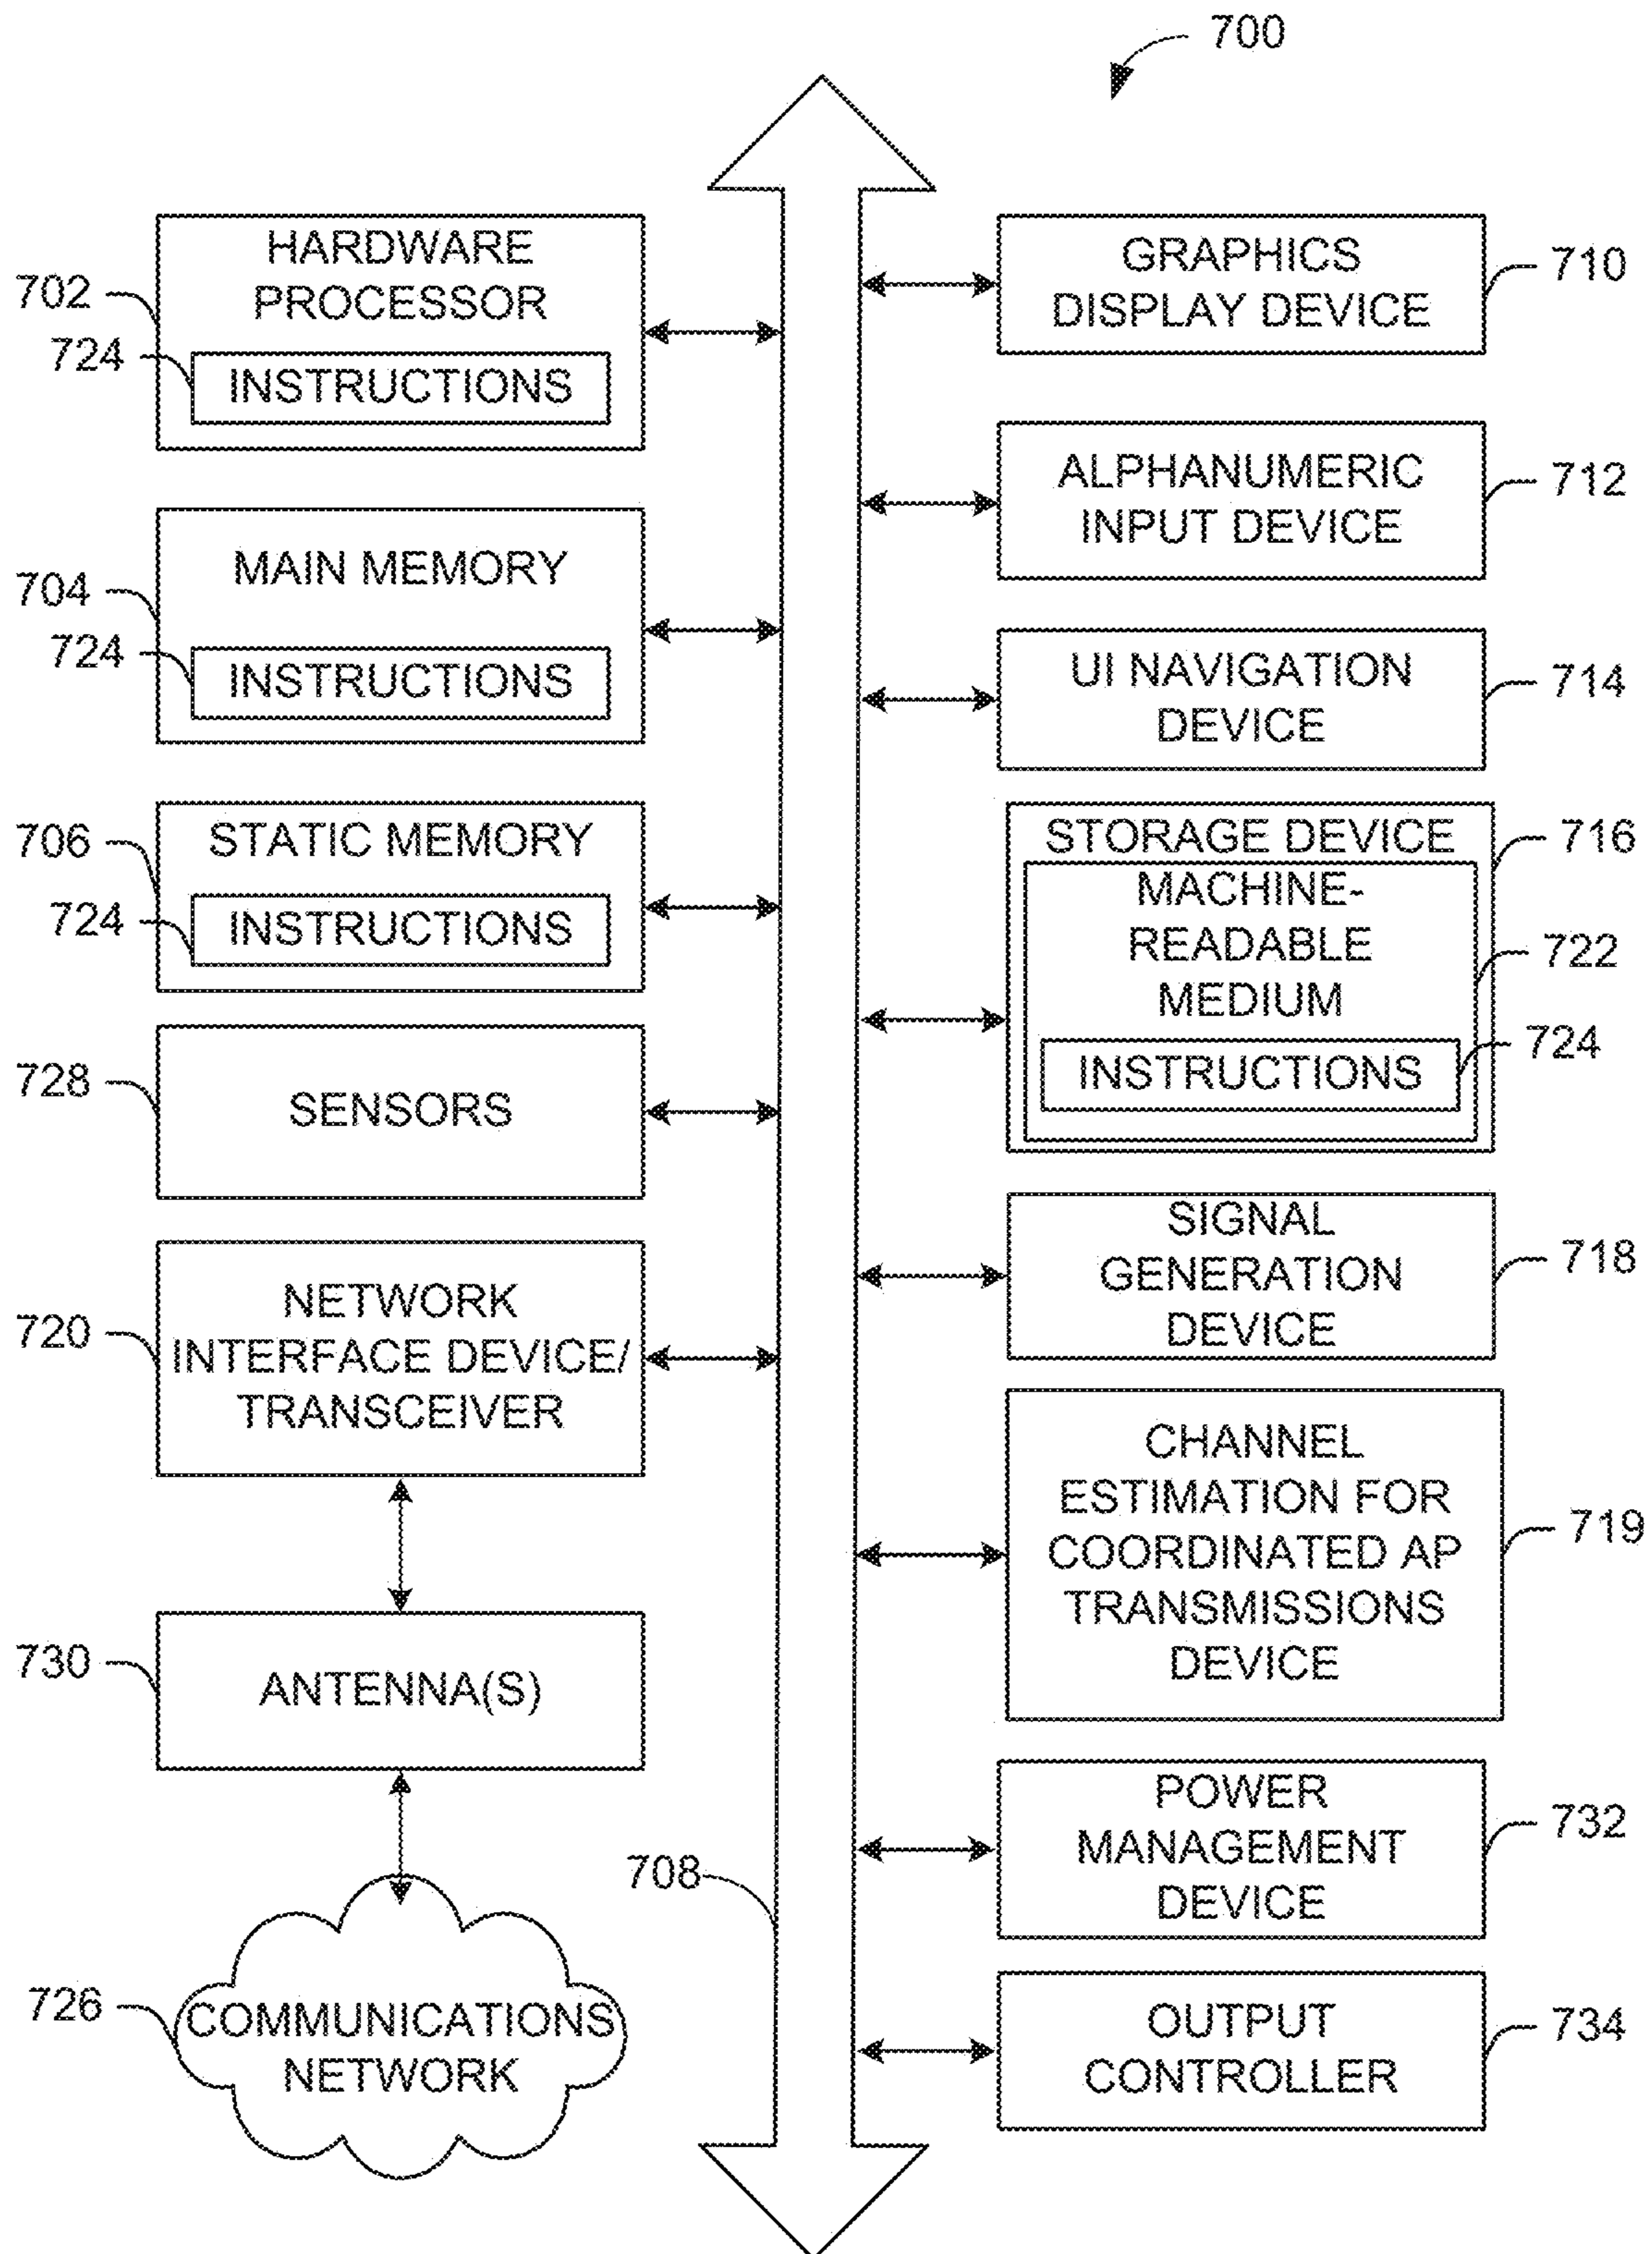 700
HARDWARE
PROCESSOR
702
724
INSTRUCTIONS
MAIN MEMORY
704
724
INSTRUCTIONS
STATIC MEMORY
706
724
INSTRUCTIONS
728
SENSORS
NETWORK
INTERFACE DEVICE/
TRANSCEIVER
720
730
ANTENNA(S)
708
726
COMMUNICATIONS
NETWORK
GRAPHICS
DISPLAY DEVICE
710
ALPHANUMERIC
INPUT DEVICE
712
UI NAVIGATION
DEVICE
714
STORAGE DEVICE
716
MACHINE-
READABLE
MEDIUM
722
INSTRUCTIONS
724
SIGNAL
GENERATION
DEVICE
718
CHANNEL
ESTIMATION FOR
COORDINATED AP
TRANSMISSIONS
DEVICE
719
POWER
MANAGEMENT
DEVICE
732
OUTPUT
CONTROLLER
734